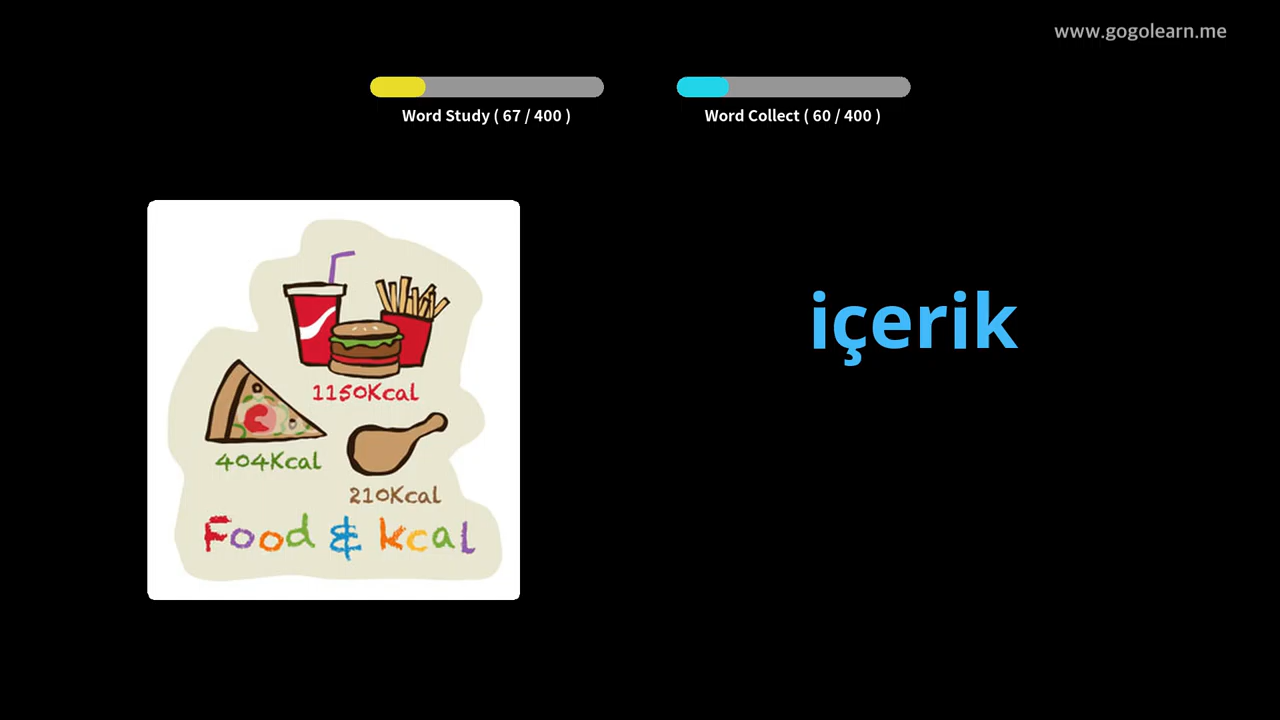 www.gogolearn.me
Word Study ( 67 / 400 )
Word Collect ( 60 / 400 )
içerik
1150Kcal
404Kcal
210Kcal
Food & kcal